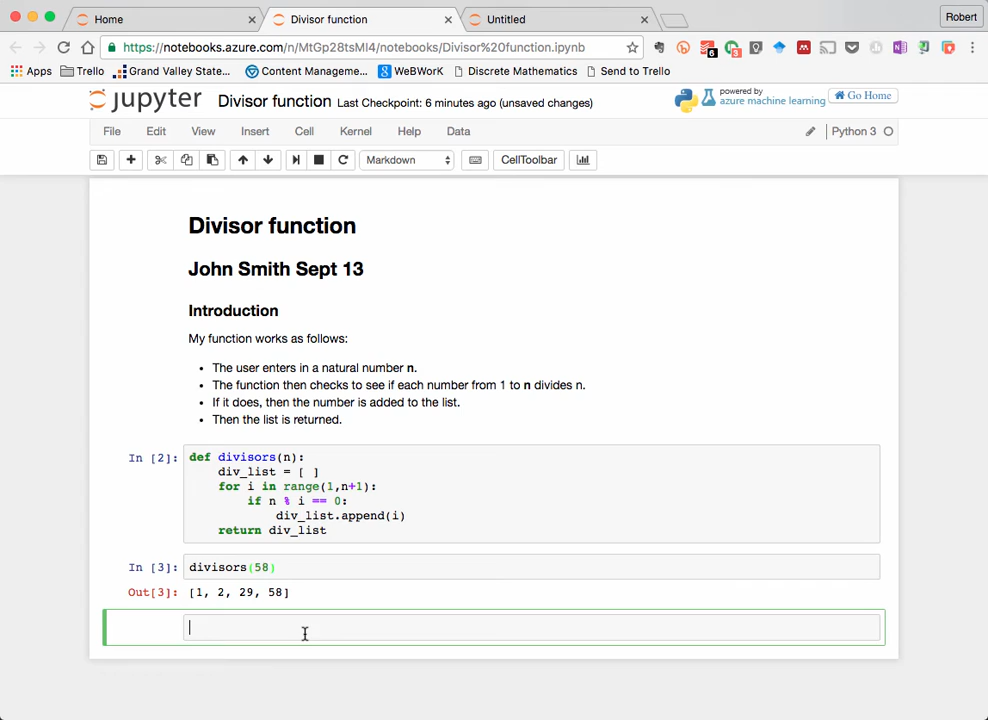 Home
Divisor function
Untitled
Robert
https://notebooks.azure.com/n/MtGp28tsMI4/notebooks/Divisor%20function.ipynb
6
3
Apps
Trello
Grand Valley State...
Content Manageme...
WeBWorK
Discrete Mathematics
Send to Trello
jupyter Divisor function Last Checkpoint: 6 minutes ago (unsaved changes)
powered by
azure machine learning
Go Home
File Edit View Insert Cell Kernel Help Data
Python 3
Markdown
CellToolbar
Divisor function
John Smith Sept 13
Introduction
My function works as follows:
• The user enters in a natural number n.
• The function then checks to see if each number from 1 to n divides n.
• If it does, then the number is added to the list.
• Then the list is returned.
In [2]: def divisors(n):
div_list = [ ]
for i in range(1,n+1):
if n % i == 0:
div_list.append(i)
return div_list
In [3]: divisors(58)
Out[3]: [1, 2, 29, 58]